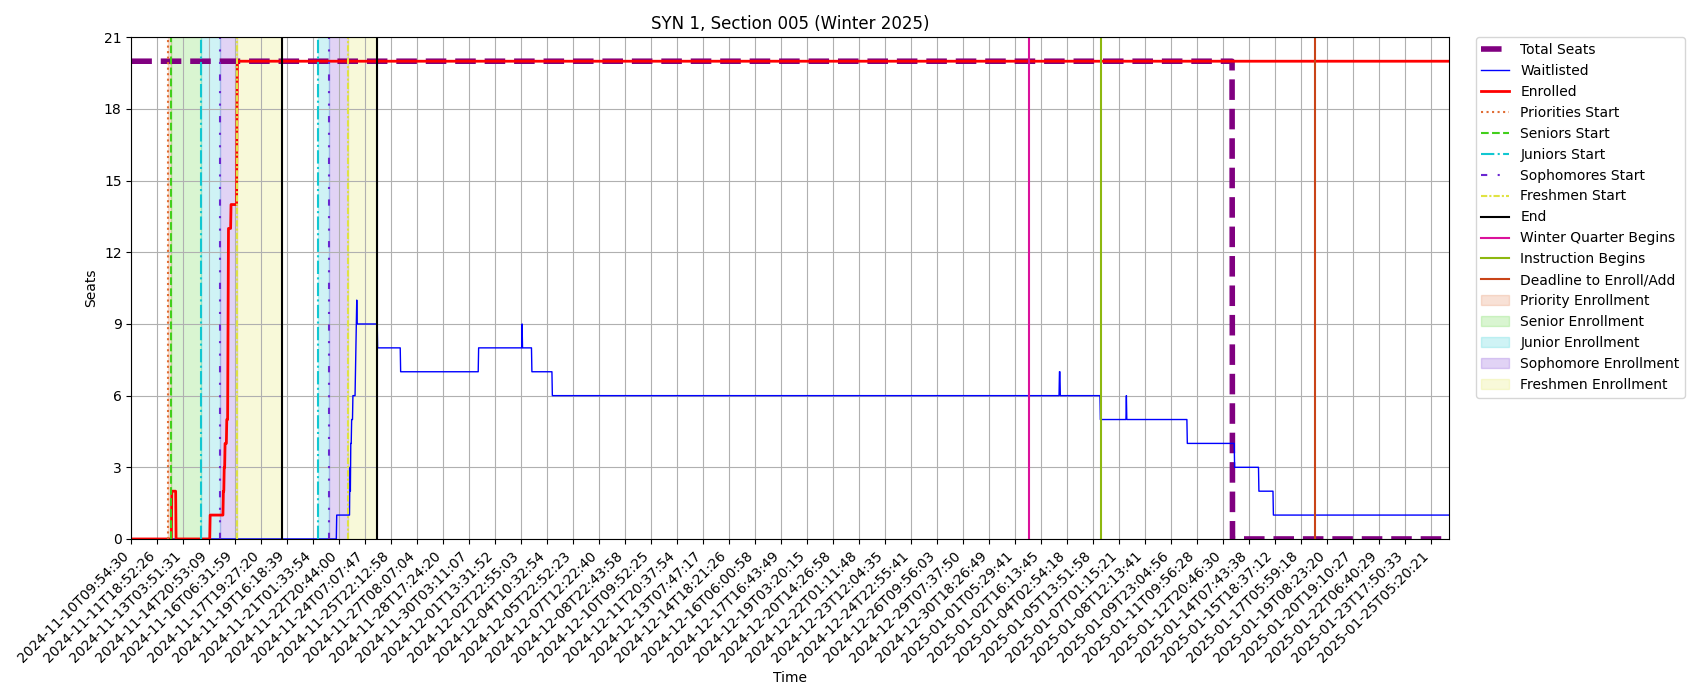 SYN 1, Section 005 (Winter 2025)
21
18
15
12
9
6
3
0
Seats
2024-11-10T09:54:30
2024-11-11T18:52:26
2024-11-13T03:51:31
2024-11-14T20:53:09
2024-11-16T06:31:59
2024-11-17T19:27:20
2024-11-19T16:18:39
2024-11-21T01:33:54
2024-11-22T20:44:00
2024-11-24T07:07:47
2024-11-25T22:12:58
2024-11-27T08:07:04
2024-11-28T17:24:20
2024-11-30T03:11:07
2024-12-01T13:31:52
2024-12-02T22:55:03
2024-12-04T10:32:54
2024-12-05T22:52:23
2024-12-07T12:22:40
2024-12-08T22:43:58
2024-12-10T09:52:25
2024-12-11T20:37:54
2024-12-13T07:47:17
2024-12-14T18:21:26
2024-12-16T06:00:58
2024-12-17T16:43:49
2024-12-19T03:20:15
2024-12-20T14:26:58
2024-12-22T01:11:48
2024-12-23T12:04:35
2024-12-24T22:55:41
2024-12-26T09:56:03
2024-12-29T07:37:50
2024-12-30T18:26:49
2025-01-01T05:29:41
2025-01-02T16:13:45
2025-01-04T02:54:18
2025-01-05T13:51:58
2025-01-07T01:15:21
2025-01-08T12:13:41
2025-01-09T23:04:56
2025-01-11T09:56:28
2025-01-12T20:46:30
2025-01-14T07:43:38
2025-01-15T18:37:12
2025-01-17T05:59:18
2025-01-19T08:23:20
2025-01-20T19:10:27
2025-01-22T06:40:29
2025-01-23T17:50:33
2025-01-25T05:20:21
Time
Total Seats
Waitlisted
Enrolled
Priorities Start
Seniors Start
Juniors Start
Sophomores Start
Freshmen Start
End
Winter Quarter Begins
Instruction Begins
Deadline to Enroll/Add
Priority Enrollment
Senior Enrollment
Junior Enrollment
Sophomore Enrollment
Freshmen Enrollment